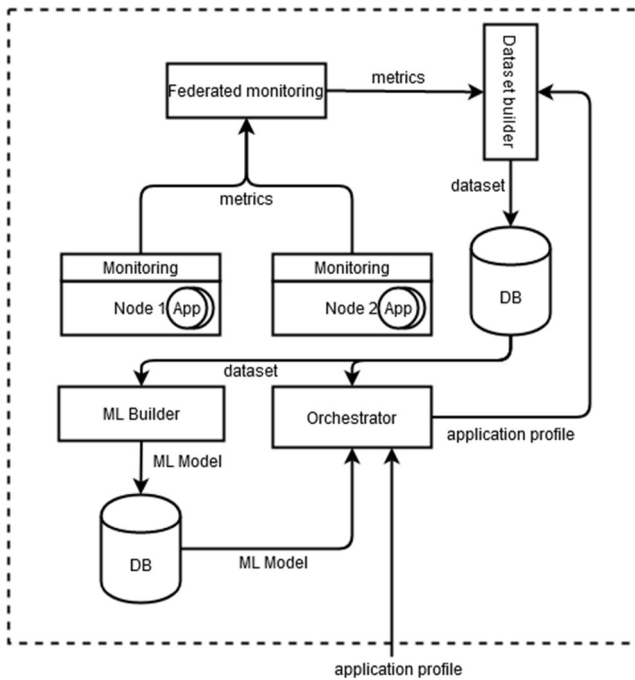 Dataset builder
Federated monitoring
metrics
metrics
dataset
Monitoring
Node 1
App
Monitoring
Node 2
App
DB
dataset
ML Builder
Orchestrator
application profile
ML Model
DB
ML Model
application profile